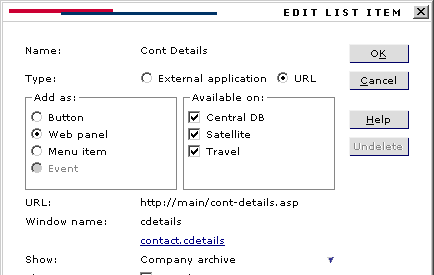 EDIT LIST ITEM
Name: Cont Details
OK
Type: External application URL
Cancel
Add as: Available on:
Button Central DB
Help
Web panel Satellite
Menu item Travel
Undelete
Event
URL: http://main/cont-details.asp
Window name: cdetails
contact.cdetails
Show: Company archive